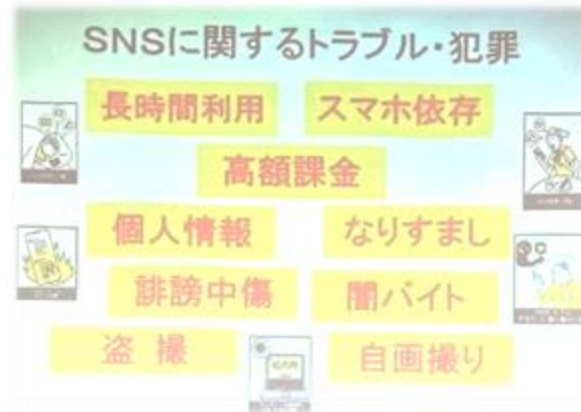 SNSに関するトラブル・犯罪
長時間利用 スマホ依存
高額課金
個人情報 なりすまし
誹謗中傷 闇バイト
盗撮 自画撮り